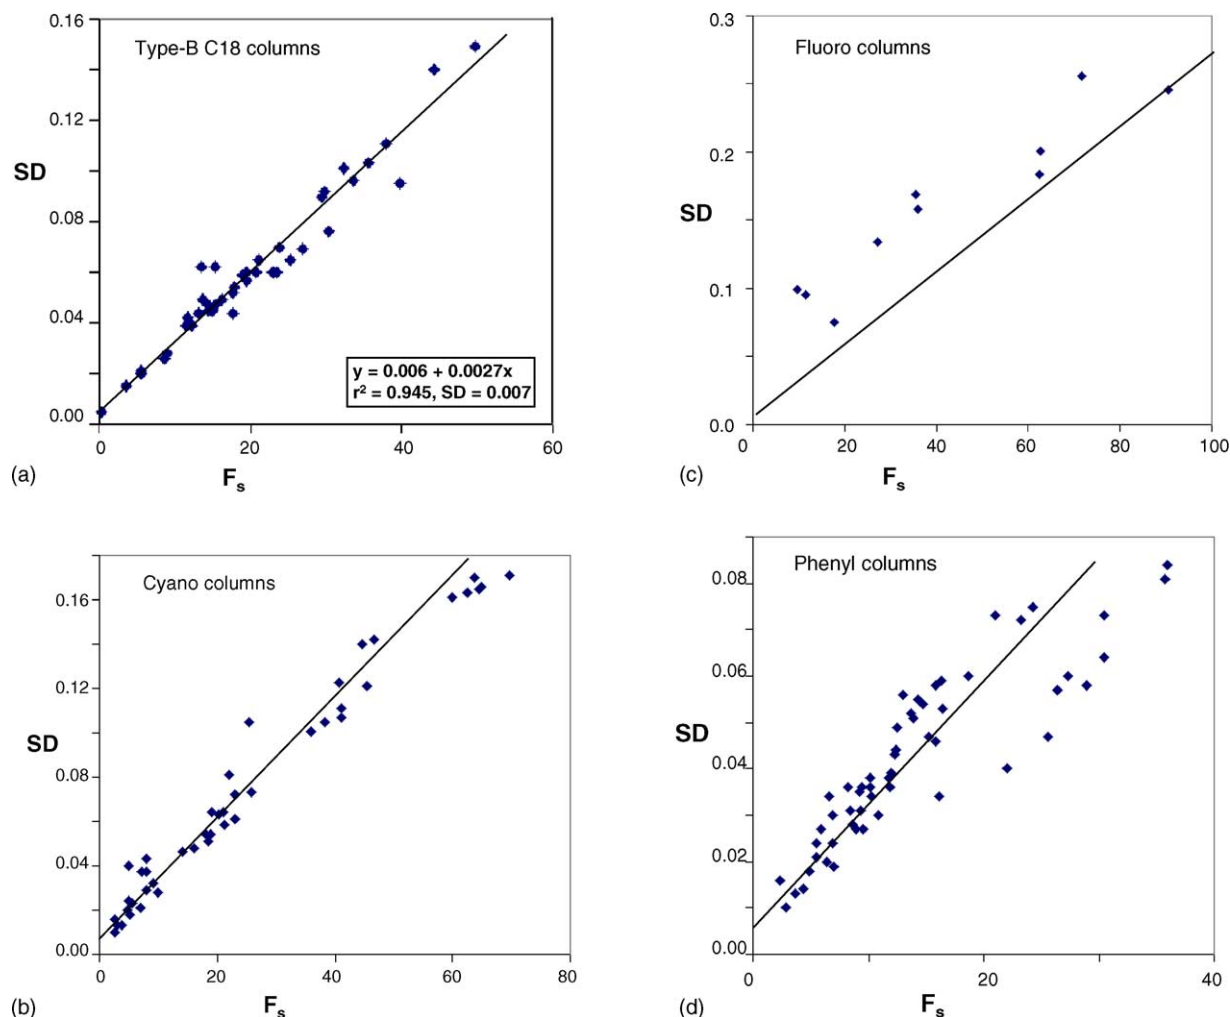 0.16
Type-B C18 columns
0.12
SD
0.08
0.04
y = 0.006 + 0.0027x
r² = 0.945, SD = 0.007
0.00
0 20 40 60
(a)
Fs
0.3
Fluoro columns
0.2
SD
0.1
0.0
0 20 40 60 80 100
(c)
Fs
Cyano columns
0.16
0.12
SD
0.08
0.04
0.00
0 20 40 60 80
(b)
Fs
Phenyl columns
0.08
0.06
SD
0.04
0.02
0.00
0 20 40
(d)
Fs